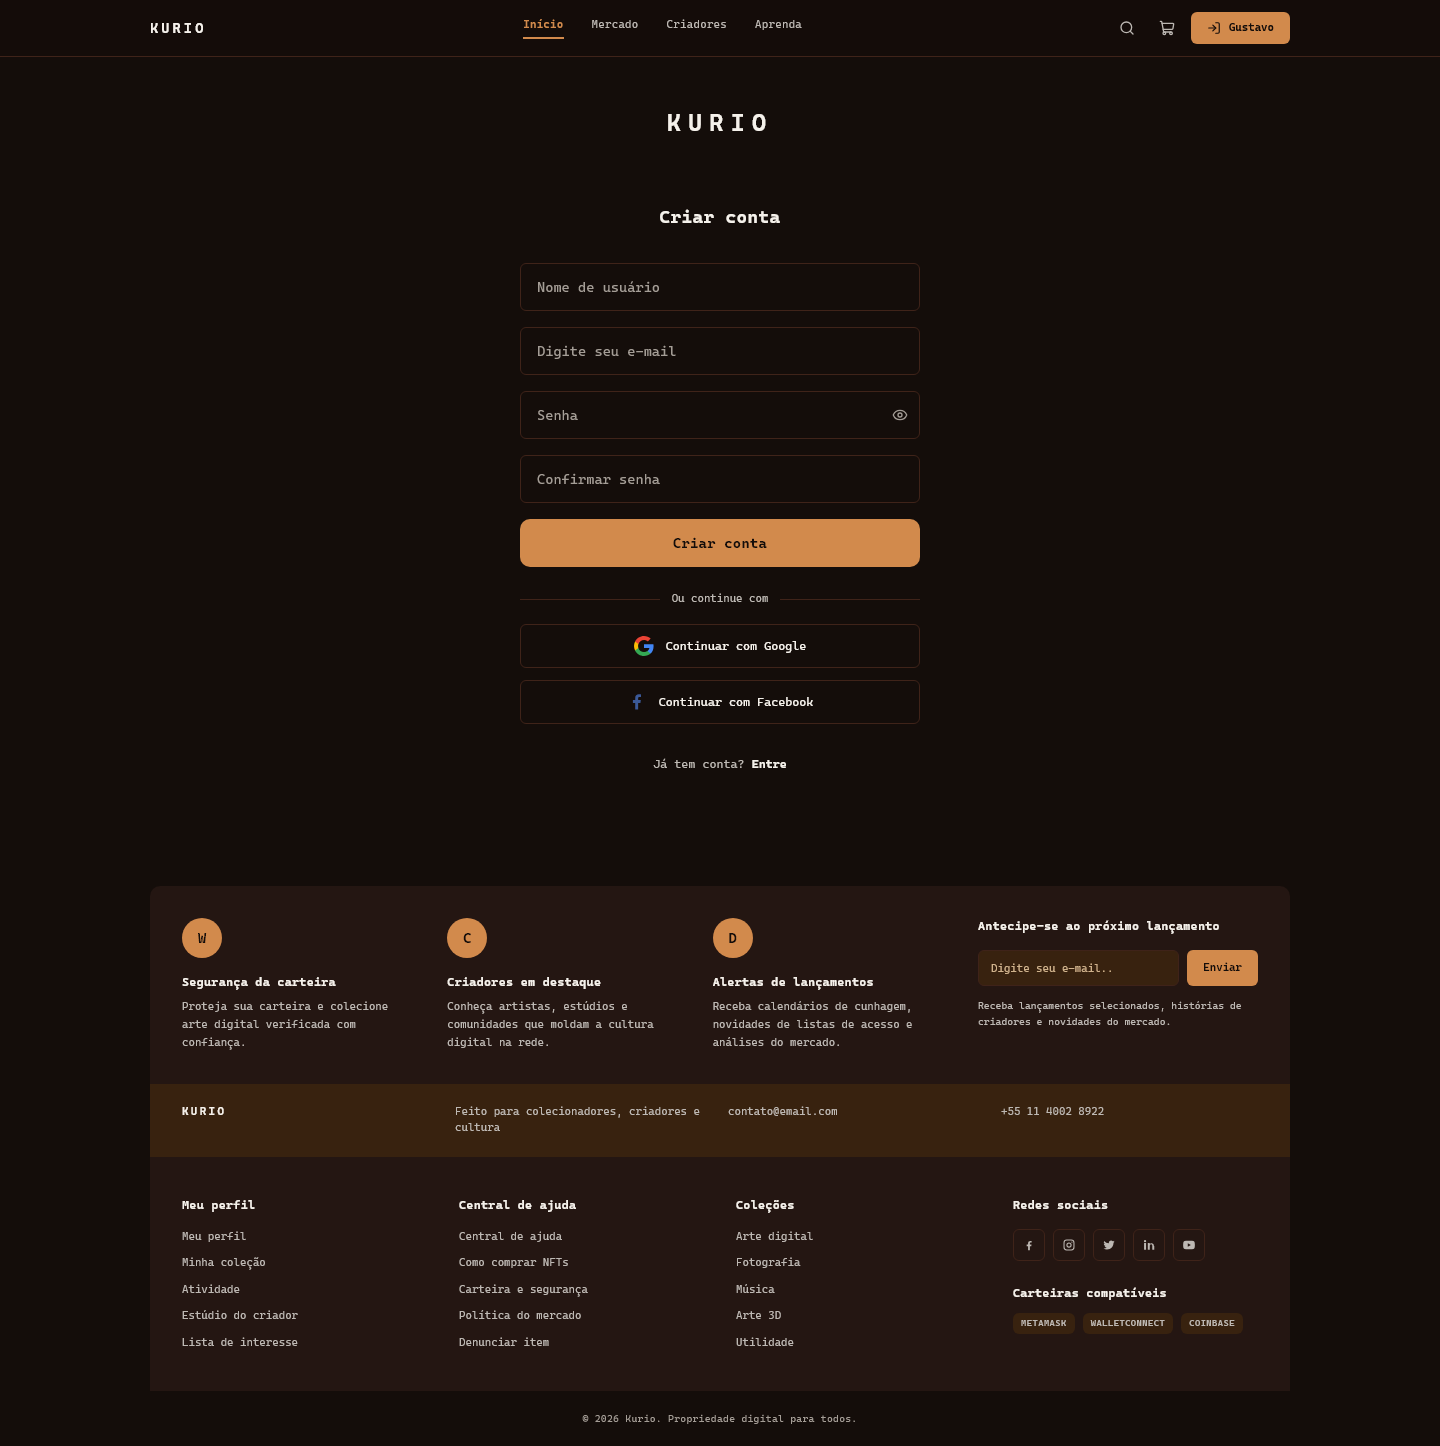 KURIO
Início
Mercado
Criadores
Aprenda
Gustavo
KURIO
Criar conta
Nome de usuário
Digite seu e-mail
Senha
Confirmar senha
Criar conta
Ou continue com
Continuar com Google
Continuar com Facebook
Já tem conta? Entre
W
Segurança da carteira
Proteja sua carteira e colecione
arte digital verificada com
confiança.
C
Criadores em destaque
Conheça artistas, estúdios e
comunidades que moldam a cultura
digital na rede.
D
Alertas de lançamentos
Receba calendários de cunhagem,
novidades de listas de acesso e
análises do mercado.
Antecipe-se ao próximo lançamento
Digite seu e-mail..
Enviar
Receba lançamentos selecionados, histórias de
criadores e novidades do mercado.
KURIO
Feito para colecionadores, criadores e
cultura
contato@email.com
+55 11 4002 8922
Meu perfil
Meu perfil
Minha coleção
Atividade
Estúdio do criador
Lista de interesse
Central de ajuda
Central de ajuda
Como comprar NFTs
Carteira e segurança
Política do mercado
Denunciar item
Coleções
Arte digital
Fotografia
Música
Arte 3D
Utilidade
Redes sociais
Carteiras compatíveis
METAMASK
WALLETCONNECT
COINBASE
© 2026 Kurio. Propriedade digital para todos.